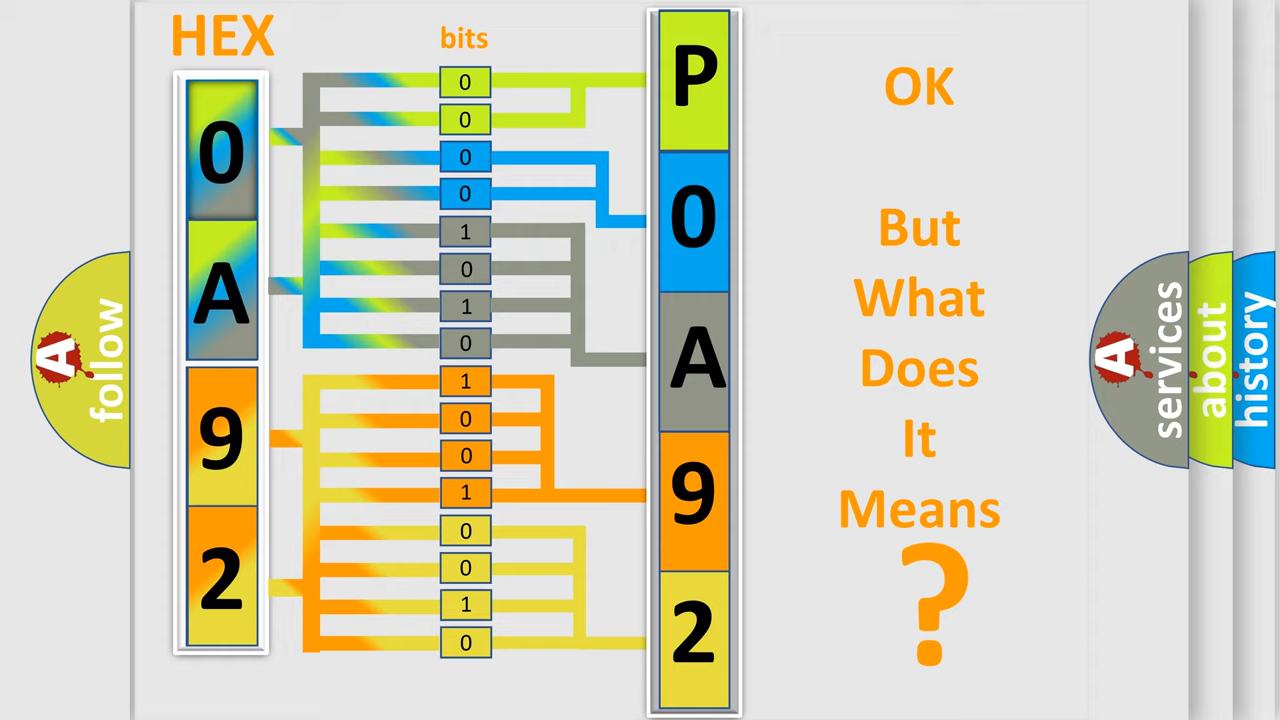 HEX
bits
0
A
9
2
0
0
0
0
1
0
1
0
1
0
0
1
0
0
1
0
P
0
A
9
2
OK
But
What
Does
It
Means
?
A
follow
A
services
about
history